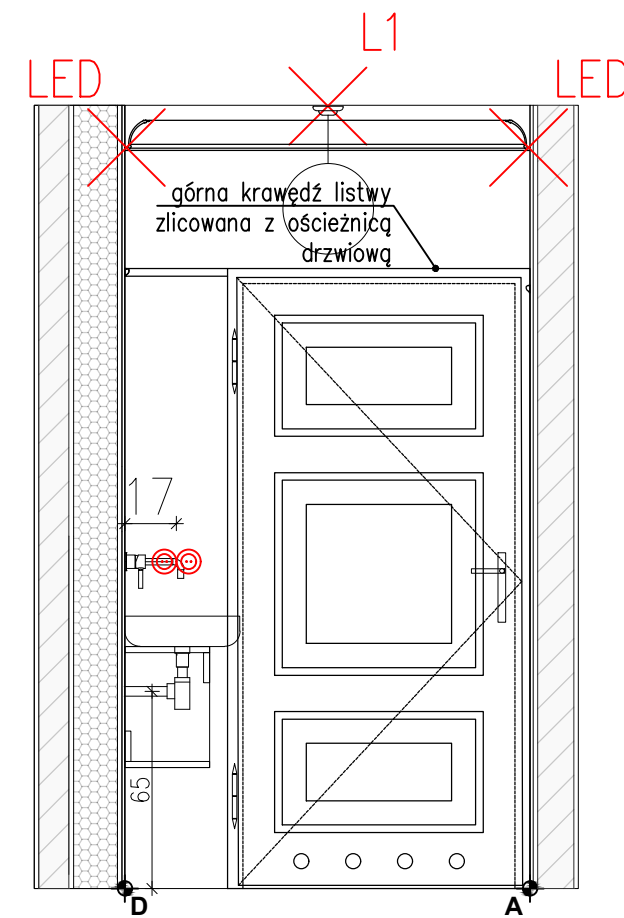 L1
LED
LED
górna krawędź listwy
zlicowana z ościeżnicą
drzwiową
17
65
D
A